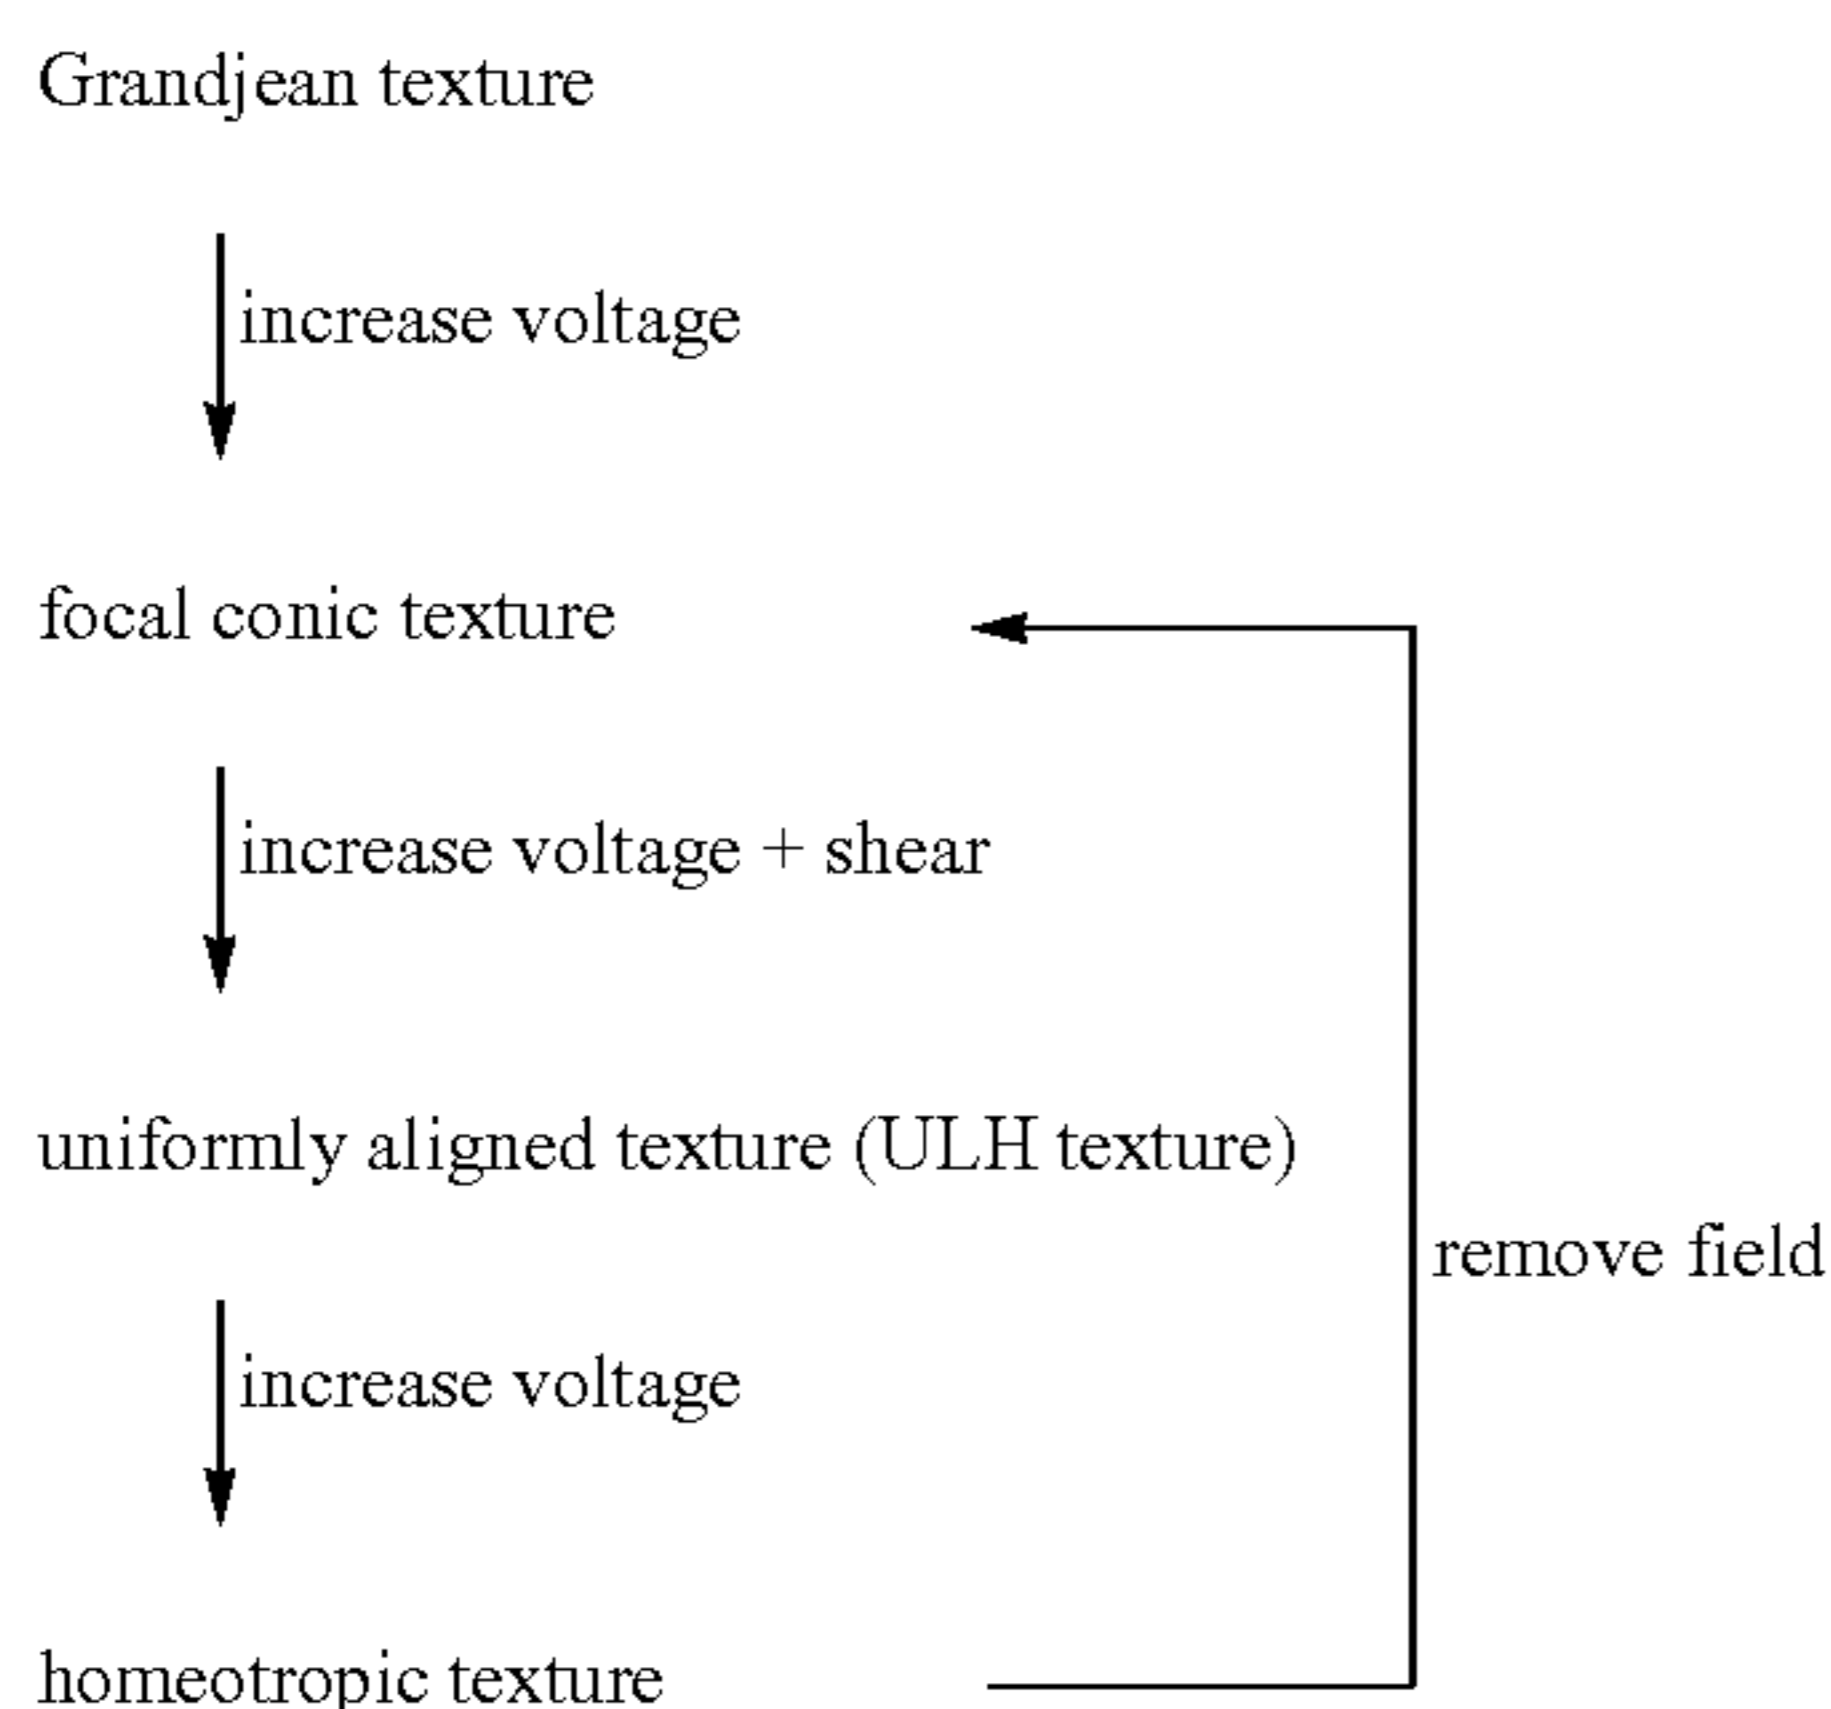 Grandjean texture
increase voltage
focal conic texture
increase voltage + shear
uniformly aligned texture (ULH texture)
remove field
increase voltage
homeotropic texture